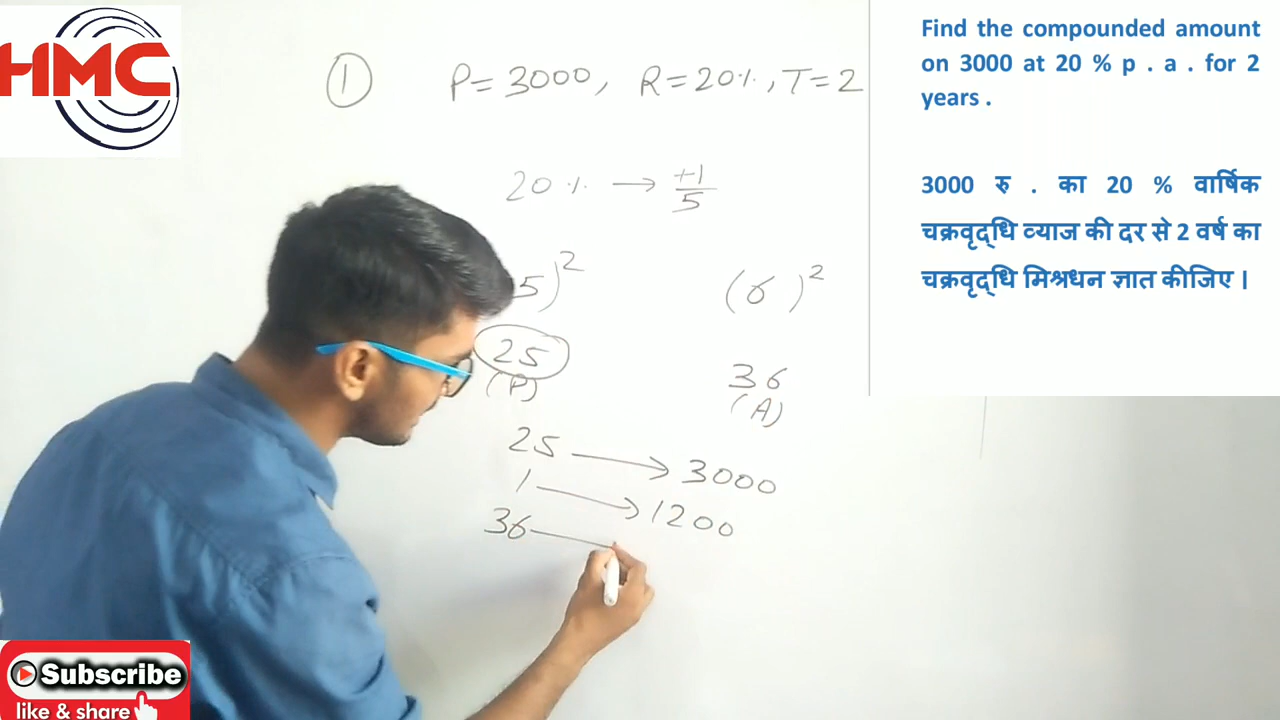 HMC
① P = 3000, R = 20%, T = 2
20% → +1/5
5)² (6)²
25 36
(P) (A)
25 → 3000
1 → 1200
36
Find the compounded amount
on 3000 at 20 % p . a . for 2
years .
3000 रु . का 20 % वार्षिक
चक्रवृद्धि व्याज की दर से 2 वर्ष का
चक्रवृद्धि मिश्रधन ज्ञात कीजिए ।
Subscribe
like & share